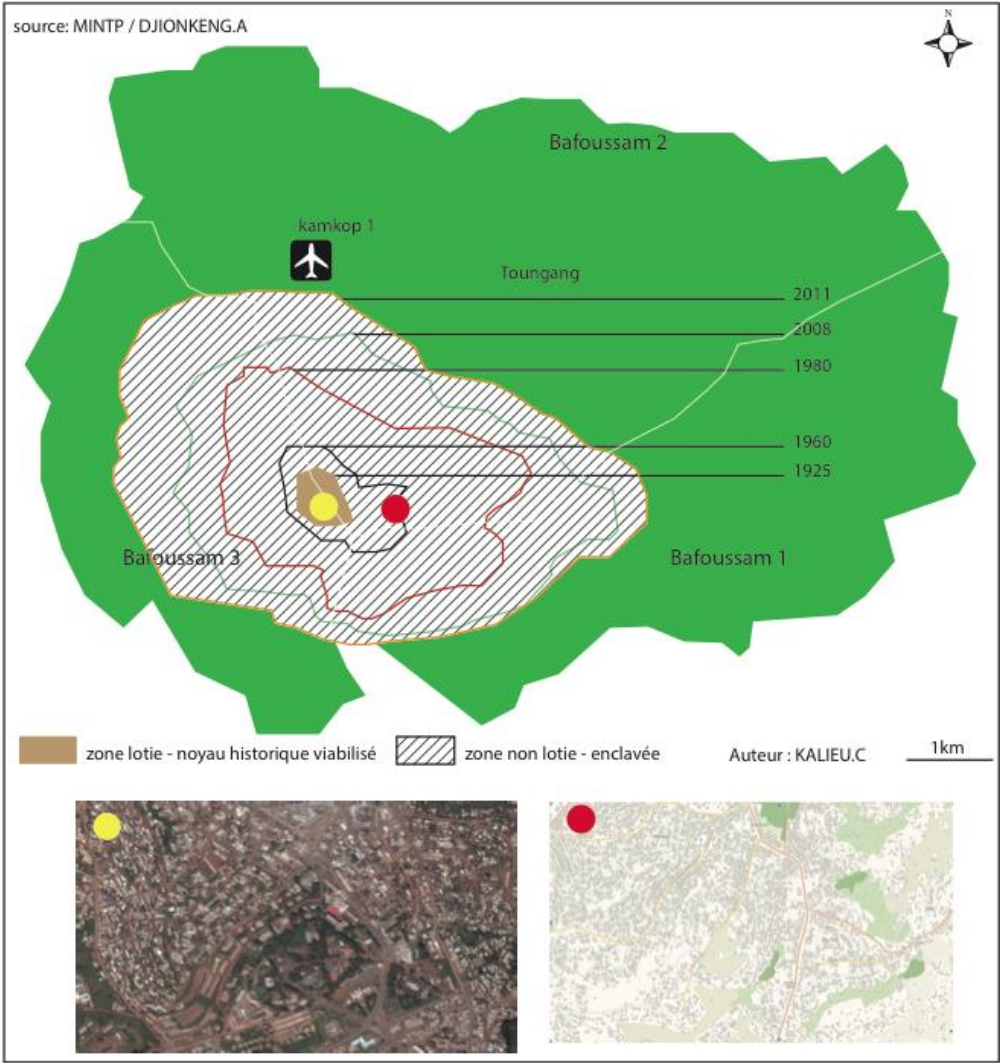 source: MINTP / DJIONKENG.A
N
Bafoussam 2
kamkop 1
Toungang
2011
2008
1980
1960
1925
Bafoussam 3
Bafoussam 1
zone lotie - noyau historique viabilisé
zone non lotie - enclavée
Auteur : KALIEU.C
1km